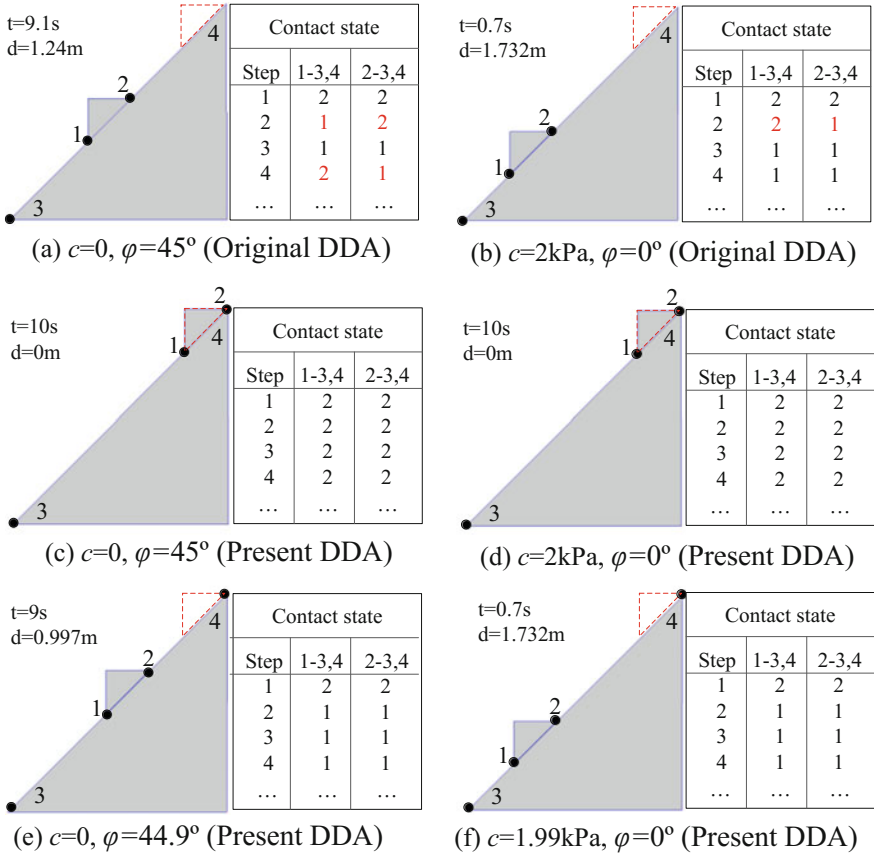 t=9.1s
d=1.24m
1
2
3
4
Contact state
Step 1-3,4 2-3,4
1 2 2
2 1 2
3 1 1
4 2 1
... ... ...
(a) c=0, φ=45° (Original DDA)
t=0.7s
d=1.732m
1
2
3
4
Contact state
Step 1-3,4 2-3,4
1 2 2
2 2 1
3 1 1
4 1 1
... ... ...
(b) c=2kPa, φ=0° (Original DDA)
t=10s
d=0m
1
2
3
4
Contact state
Step 1-3,4 2-3,4
1 2 2
2 2 2
3 2 2
4 2 2
... ... ...
(c) c=0, φ=45° (Present DDA)
t=10s
d=0m
1
2
3
4
Contact state
Step 1-3,4 2-3,4
1 2 2
2 2 2
3 2 2
4 2 2
... ... ...
(d) c=2kPa, φ=0° (Present DDA)
t=9s
d=0.997m
1
2
3
4
Contact state
Step 1-3,4 2-3,4
1 2 2
2 1 1
3 1 1
4 1 1
... ... ...
(e) c=0, φ=44.9° (Present DDA)
t=0.7s
d=1.732m
1
2
3
4
Contact state
Step 1-3,4 2-3,4
1 2 2
2 1 1
3 1 1
4 1 1
... ... ...
(f) c=1.99kPa, φ=0° (Present DDA)